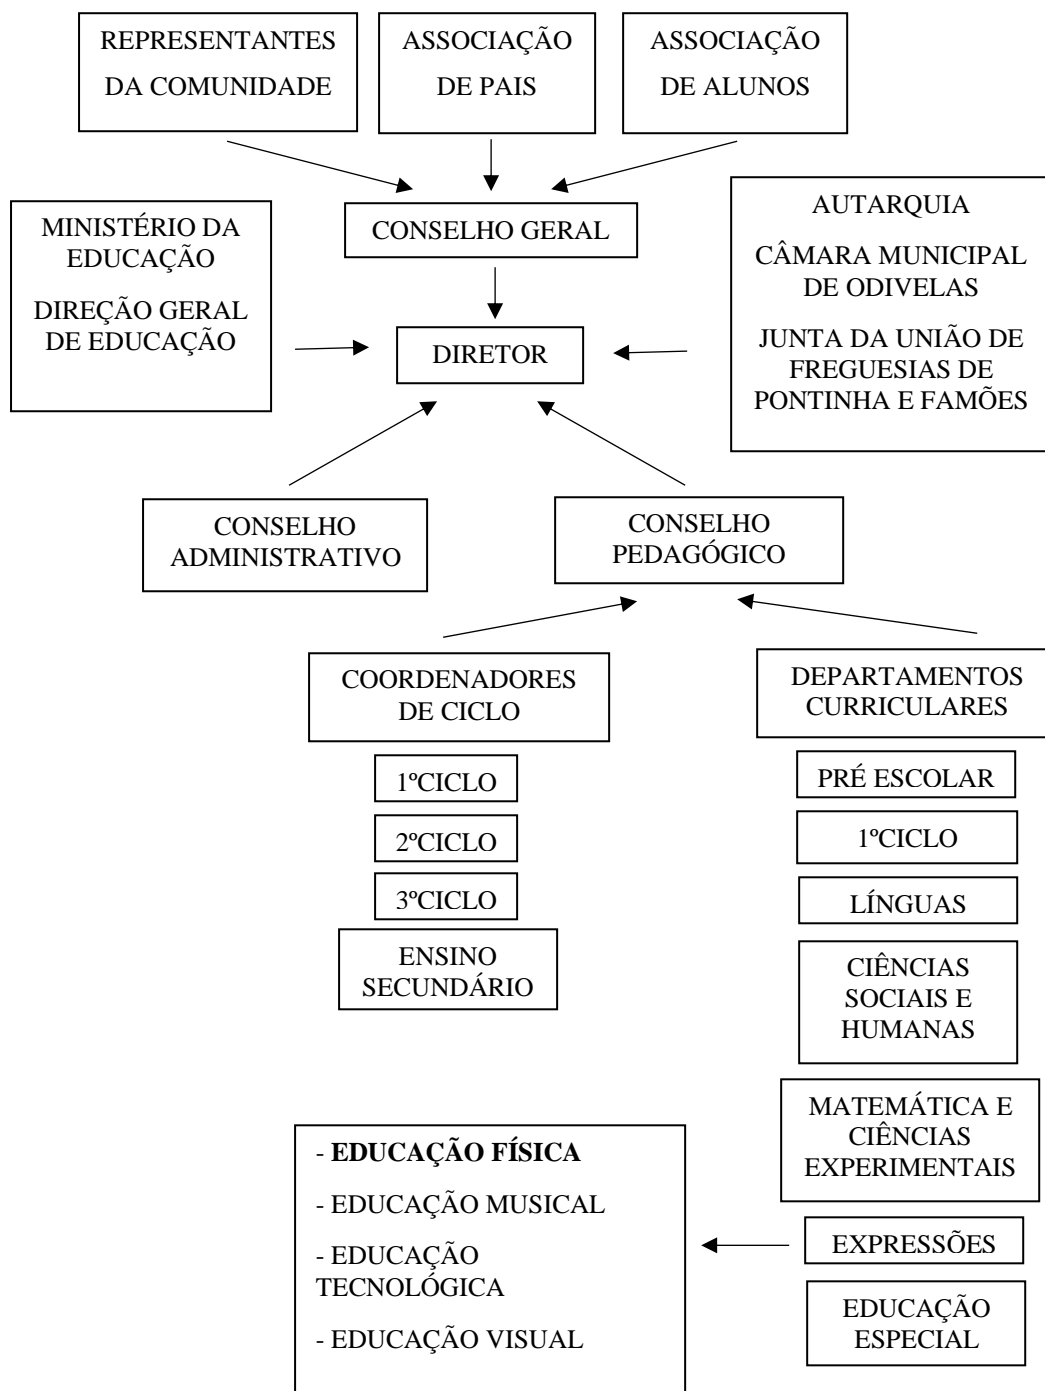 REPRESENTANTES
DA COMUNIDADE
ASSOCIAÇÃO
DE PAIS
ASSOCIAÇÃO
DE ALUNOS
MINISTÉRIO DA
EDUCAÇÃO
DIREÇÃO GERAL
DE EDUCAÇÃO
CONSELHO GERAL
AUTARQUIA
CÂMARA MUNICIPAL
DE ODIVELAS
JUNTA DA UNIÃO DE
FREGUESIAS DE
PONTINHA E FAMÕES
DIRETOR
CONSELHO
ADMINISTRATIVO
CONSELHO
PEDAGÓGICO
COORDENADORES
DE CICLO
1ºCICLO
2ºCICLO
3ºCICLO
ENSINO
SECUNDÁRIO
DEPARTAMENTOS
CURRICULARES
PRÉ ESCOLAR
1ºCICLO
LÍNGUAS
CIÊNCIAS
SOCIAIS E
HUMANAS
MATEMÁTICA E
CIÊNCIAS
EXPERIMENTAIS
EXPRESSÕES
EDUCAÇÃO
ESPECIAL
- EDUCAÇÃO FÍSICA
- EDUCAÇÃO MUSICAL
- EDUCAÇÃO
TECNOLÓGICA
- EDUCAÇÃO VISUAL